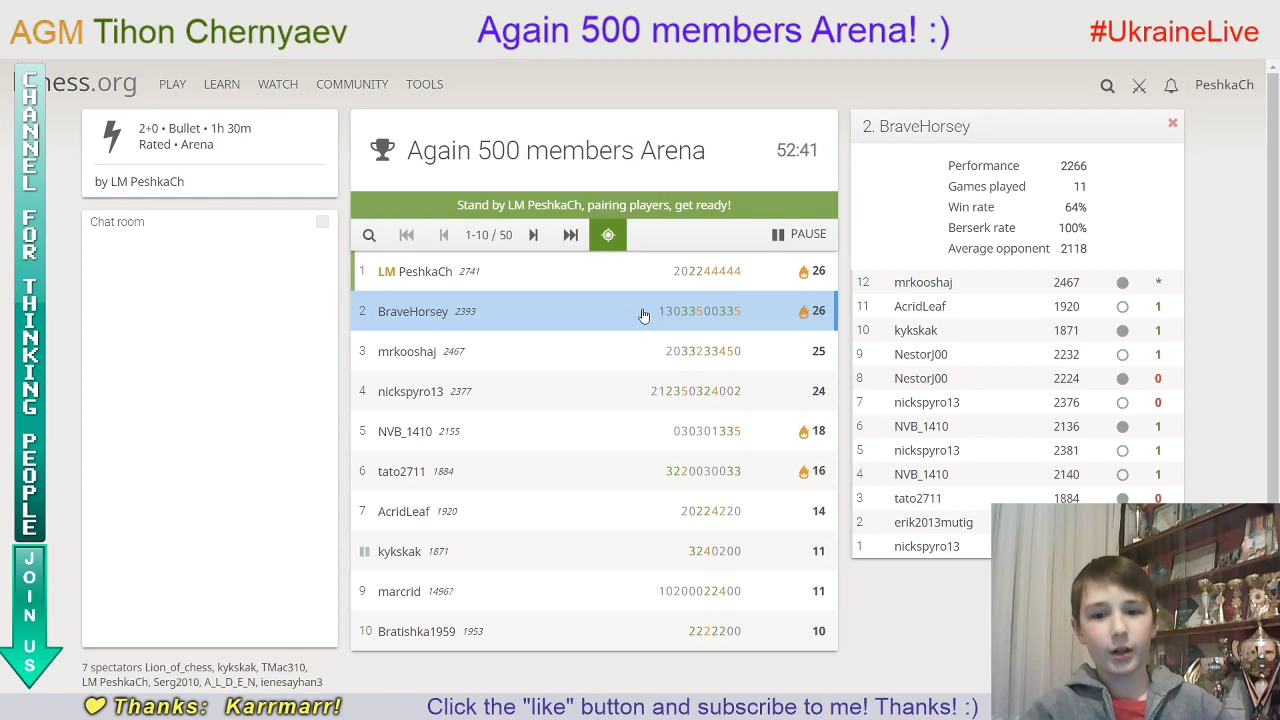 AGM Tihon Chernyaev
Again 500 members Arena! :)
#UkraineLive
CHANNEL FOR THINKING PEOPLE
JOIN US
hess.org
PLAY LEARN WATCH COMMUNITY TOOLS
PeshkaCh
2+0 • Bullet • 1h 30m
Rated • Arena
by LM PeshkaCh
Chat room
7 spectators Lion_of_chess, kykskak, TMac310,
LM PeshkaCh, Serg2010, A_L_D_E_N, ienesayhan3
Again 500 members Arena 52:41
Stand by LM PeshkaCh, pairing players, get ready!
1-10 / 50 PAUSE
1 LM PeshkaCh 2741 202244444 26
2 BraveHorsey 2393 13033500335 26
3 mrkooshaj 2467 2033233450 25
4 nickspyro13 2377 212350324002 24
5 NVB_1410 2155 030301335 18
6 tato2711 1884 3220030033 16
7 AcridLeaf 1920 20224220 14
kykskak 1871 3240200 11
9 marcrid 1496? 10200022400 11
10 Bratishka1959 1953 2222200 10
2. BraveHorsey
Performance 2266
Games played 11
Win rate 64%
Berserk rate 100%
Average opponent 2118
12 mrkooshaj 2467 *
11 AcridLeaf 1920 1
10 kykskak 1871 1
9 NestorJ00 2232 1
8 NestorJ00 2224 0
7 nickspyro13 2376 0
6 NVB_1410 2136 1
5 nickspyro13 2381 1
4 NVB_1410 2140 1
3 tato2711 1884 0
2 erik2013mutig
1 nickspyro13
Thanks: Karrmarr!
Click the "like" button and subscribe to me! Thanks! :)